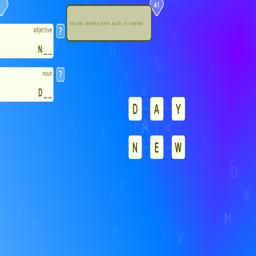 41
not old, recently born, built, or created
adjective
?
N__
noun
?
D__
D A Y
N E W